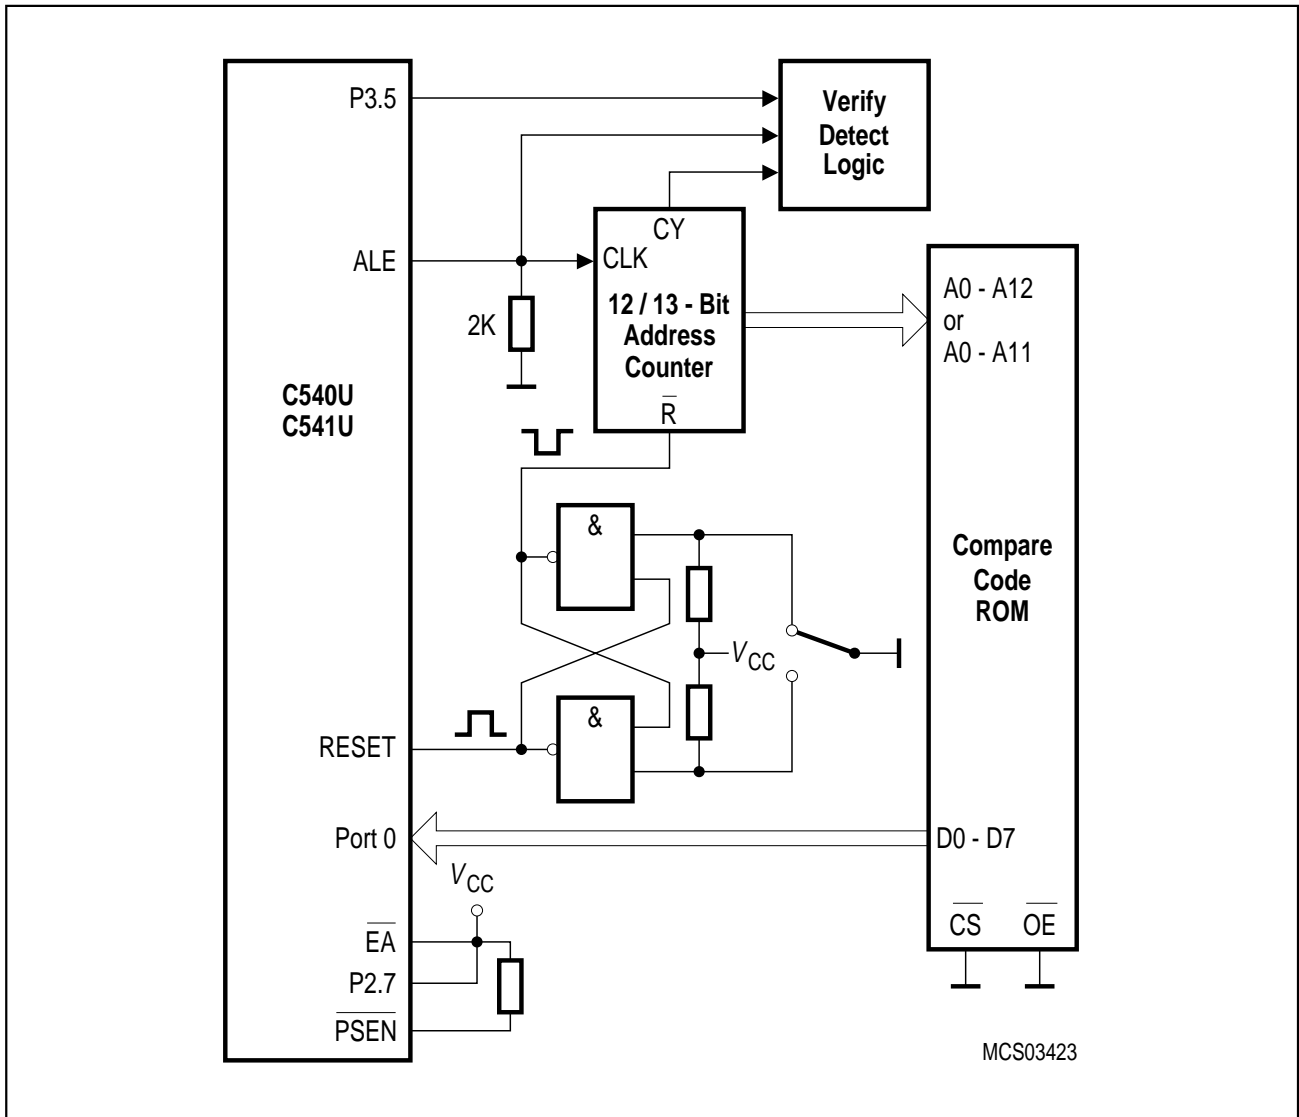 P3.5
Verify
Detect
Logic
CY
ALE
CLK
A0 - A12
or
A0 - A11
12 / 13 - Bit
Address
Counter
2K
C540U
C541U
R
&
Compare
Code
ROM
VCC
&
RESET
Port 0
D0 - D7
VCC
EA
CS
OE
P2.7
PSEN
MCS03423